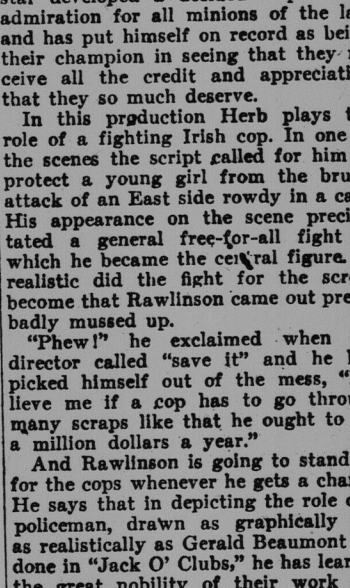 admiration for all minions of the la
and has put himself on record as bei
their champion in seeing that they
ceive all the credit and appreciati
that they so much deserve.
In this production Herb plays t
role of a fighting Irish cop. In one
the scenes the script called for him
protect a young girl from the bru
attack of an East side rowdy in a ca
His appearance on the scene preci
tated a general free-for-all fight
which he became the central figure.
realistic did the fight for the scr
become that Rawlinson came out pre
badly mussed up.
"Phew!" he exclaimed when
director called "save it" and he h
picked himself out of the mess, "
lieve me if a cop has to go thro
many scraps like that he ought to
a million dollars a year."
And Rawlinson is going to stand
for the cops whenever he gets a cha
He says that in depicting the role o
policeman, drawn as graphically
as realistically as Gerald Beaumont
done in "Jack O' Clubs," he has lear
the great nobility of their work